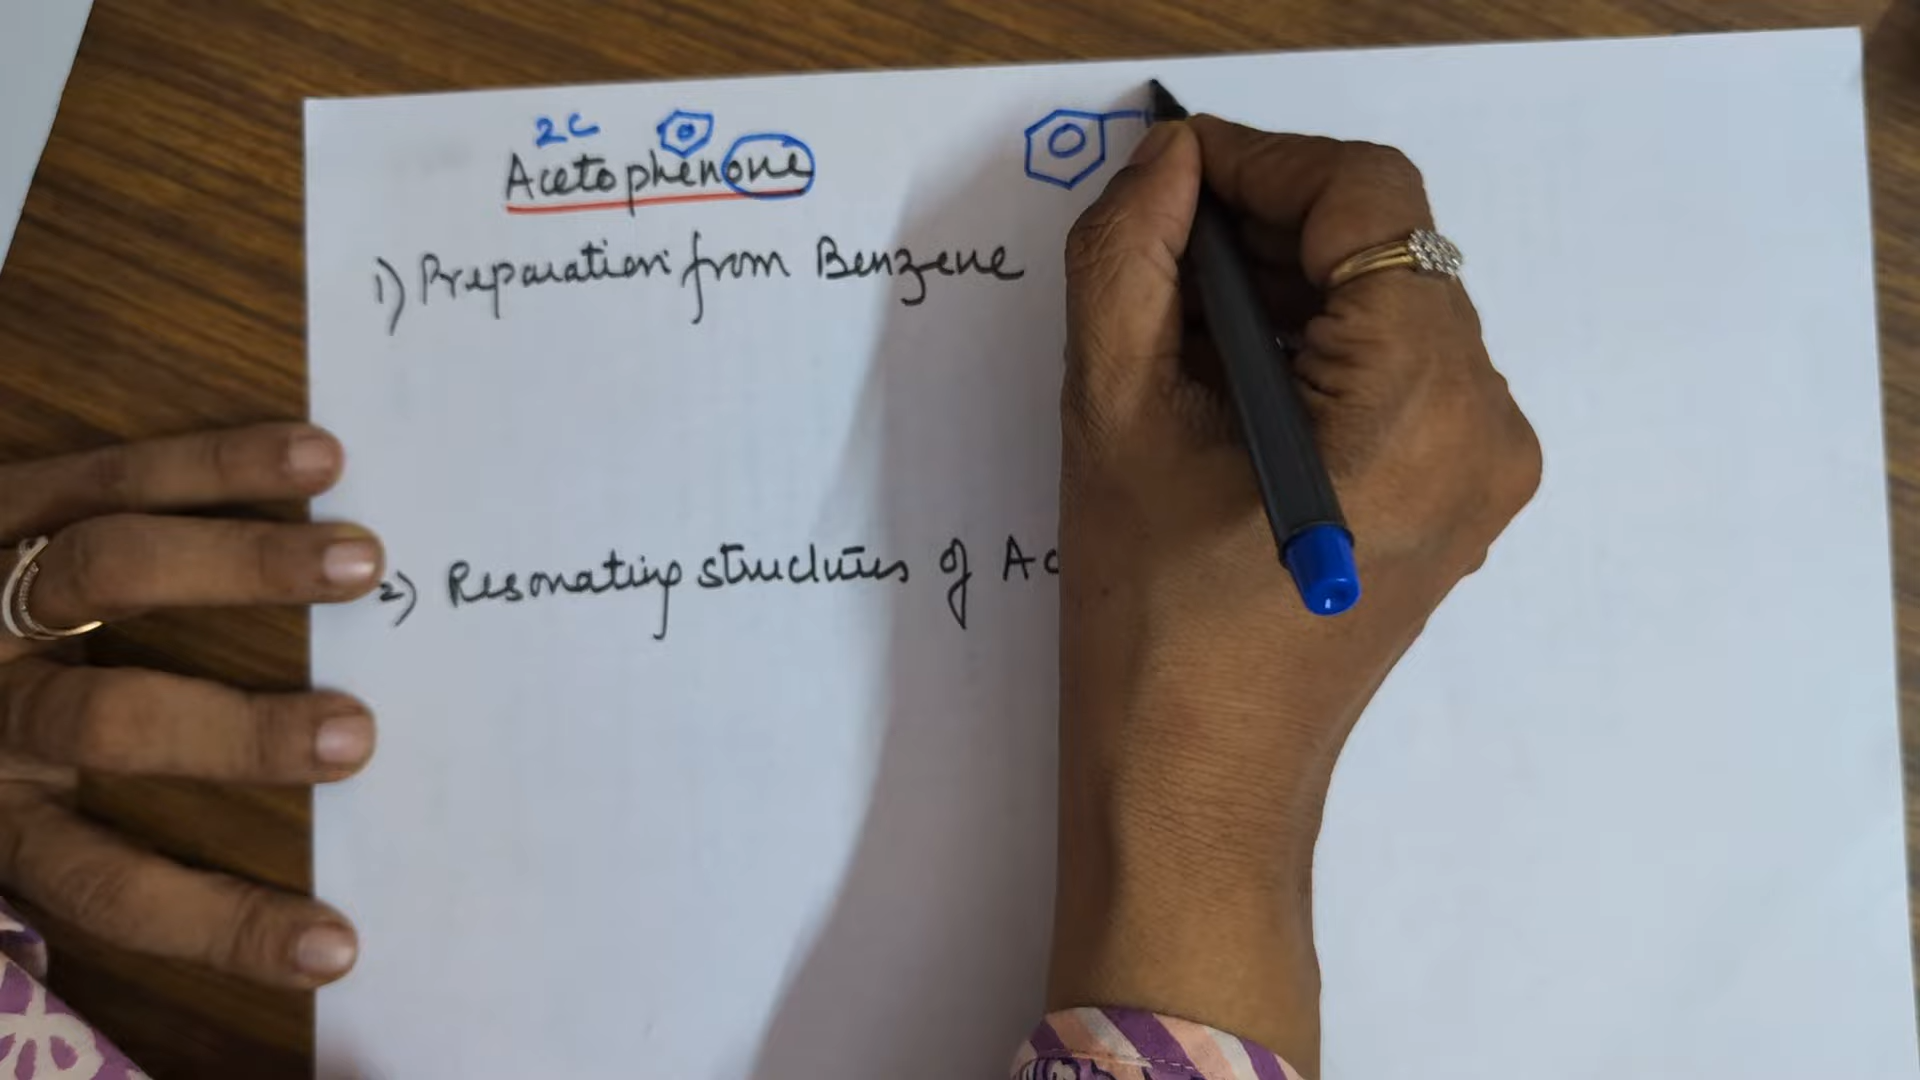 2C
Acetophenone
1) Preparation from Benzene
2) Resonating structures of Ac